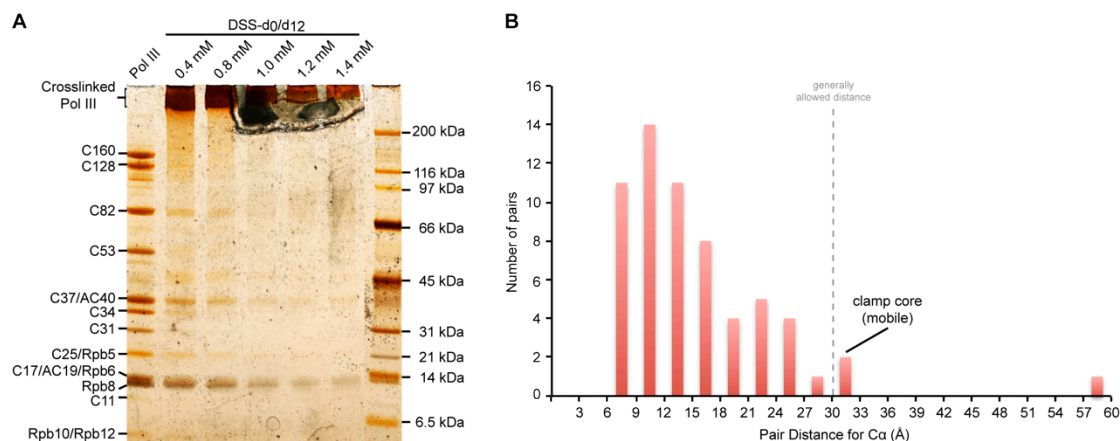 A
DSS-d0/d12
Pol III
0.4 mM
0.8 mM
1.0 mM
1.2 mM
1.4 mM
Crosslinked
Pol III
C160
C128
C82
C53
C37/AC40
C34
C31
C25/Rpb5
C17/AC19/Rpb6
Rpb8
C11
Rpb10/Rpb12
200 kDa
116 kDa
97 kDa
66 kDa
45 kDa
31 kDa
21 kDa
14 kDa
6.5 kDa
B
Number of pairs
16
14
12
10
8
6
4
2
0
generally
allowed distance
clamp core
(mobile)
3 6 9 12 15 18 21 24 27 30 33 36 39 42 45 48 51 54 57 60
Pair Distance for Cα (Å)